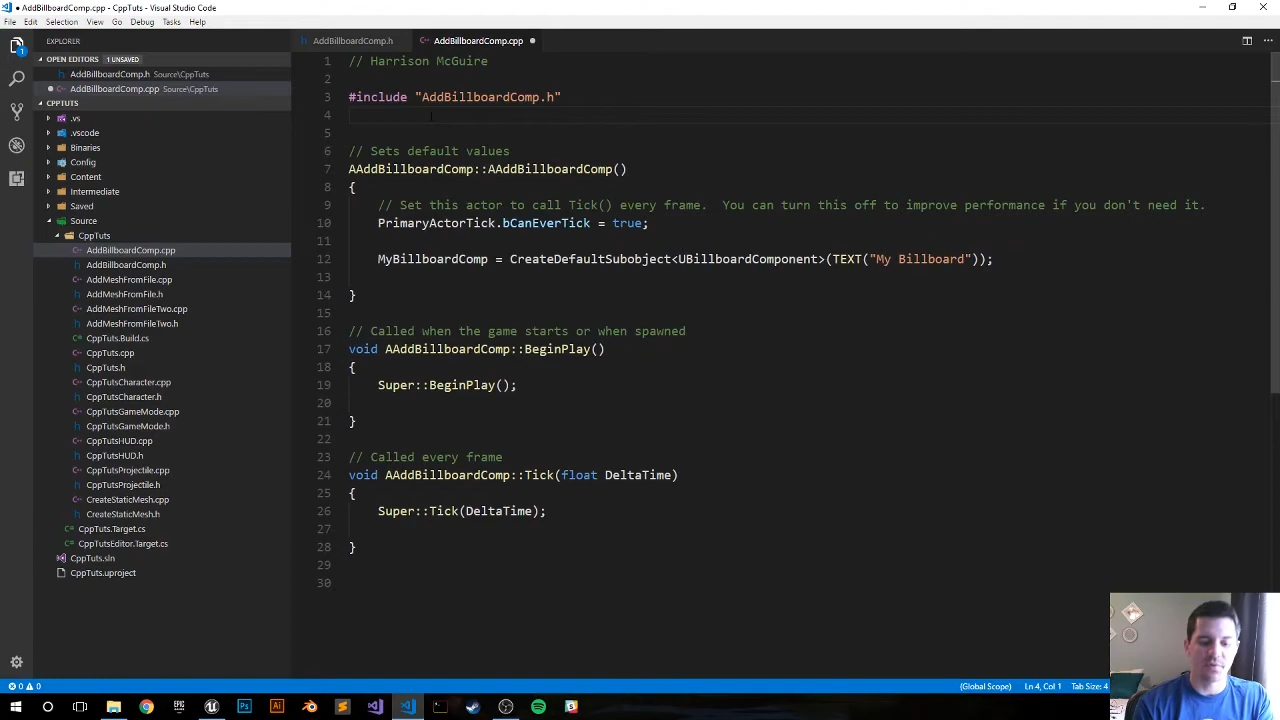 AddBillboardComp.cpp - CppTuts - Visual Studio Code
File Edit Selection View Go Debug Tasks Help
EXPLORER
OPEN EDITORS 1 UNSAVED
AddBillboardComp.h Source\CppTuts
AddBillboardComp.cpp Source\CppTuts
CPPTUTS
.vs
.vscode
Binaries
Config
Content
Intermediate
Saved
Source
CppTuts
AddBillboardComp.cpp
AddBillboardComp.h
AddMeshFromFile.cpp
AddMeshFromFile.h
AddMeshFromFileTwo.cpp
AddMeshFromFileTwo.h
CppTuts.Build.cs
CppTuts.cpp
CppTuts.h
CppTutsCharacter.cpp
CppTutsCharacter.h
CppTutsGameMode.cpp
CppTutsGameMode.h
CppTutsHUD.cpp
CppTutsHUD.h
CppTutsProjectile.cpp
CppTutsProjectile.h
CreateStaticMesh.cpp
CreateStaticMesh.h
CppTuts.Target.cs
CppTutsEditor.Target.cs
CppTuts.sln
CppTuts.uproject
AddBillboardComp.h AddBillboardComp.cpp
1 // Harrison McGuire
2
3 #include "AddBillboardComp.h"
4
5
6 // Sets default values
7 AAddBillboardComp::AAddBillboardComp()
8 {
9 // Set this actor to call Tick() every frame.  You can turn this off to improve performance if you don't need it.
10 PrimaryActorTick.bCanEverTick = true;
11
12 MyBillboardComp = CreateDefaultSubobject<UBillboardComponent>(TEXT("My Billboard"));
13
14 }
15
16 // Called when the game starts or when spawned
17 void AAddBillboardComp::BeginPlay()
18 {
19 Super::BeginPlay();
20
21 }
22
23 // Called every frame
24 void AAddBillboardComp::Tick(float DeltaTime)
25 {
26 Super::Tick(DeltaTime);
27
28 }
29
30
0 0 (Global Scope) Ln 4, Col 1 Tab Size: 4